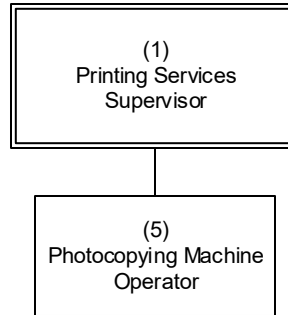 (1)
Printing Services
Supervisor
(5)
Photocopying Machine
Operator